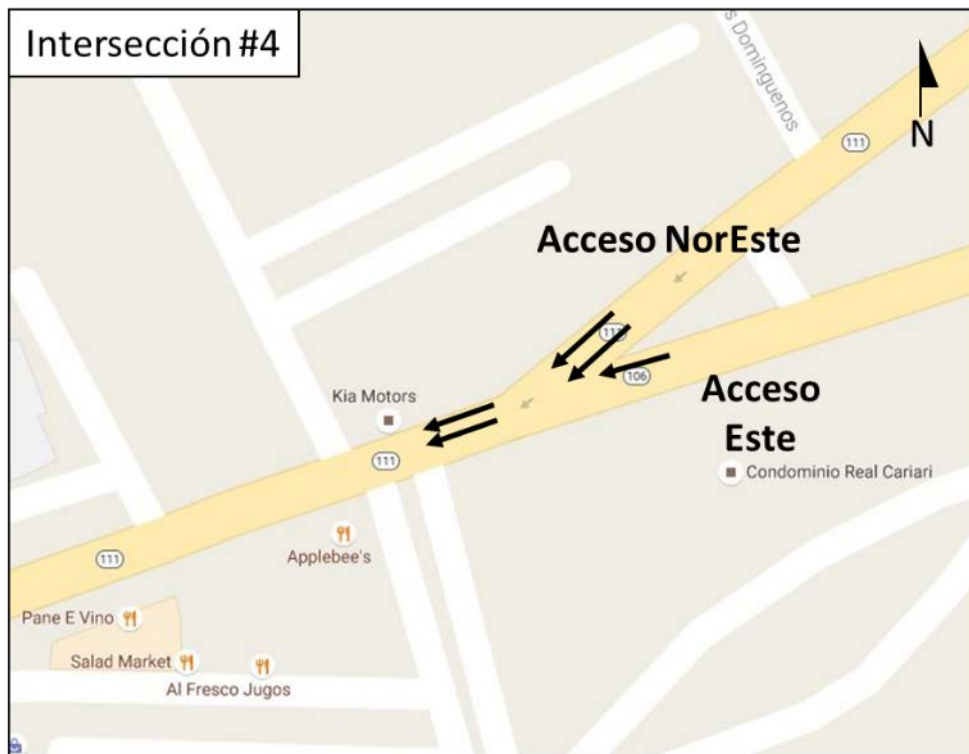 Intersección #4
s Dominguenos
N
111
Acceso NorEste
111
106
Kia Motors
Acceso
Este
111
Condominio Real Cariari
Applebee's
111
Pane E Vino
Salad Market
Al Fresco Jugos